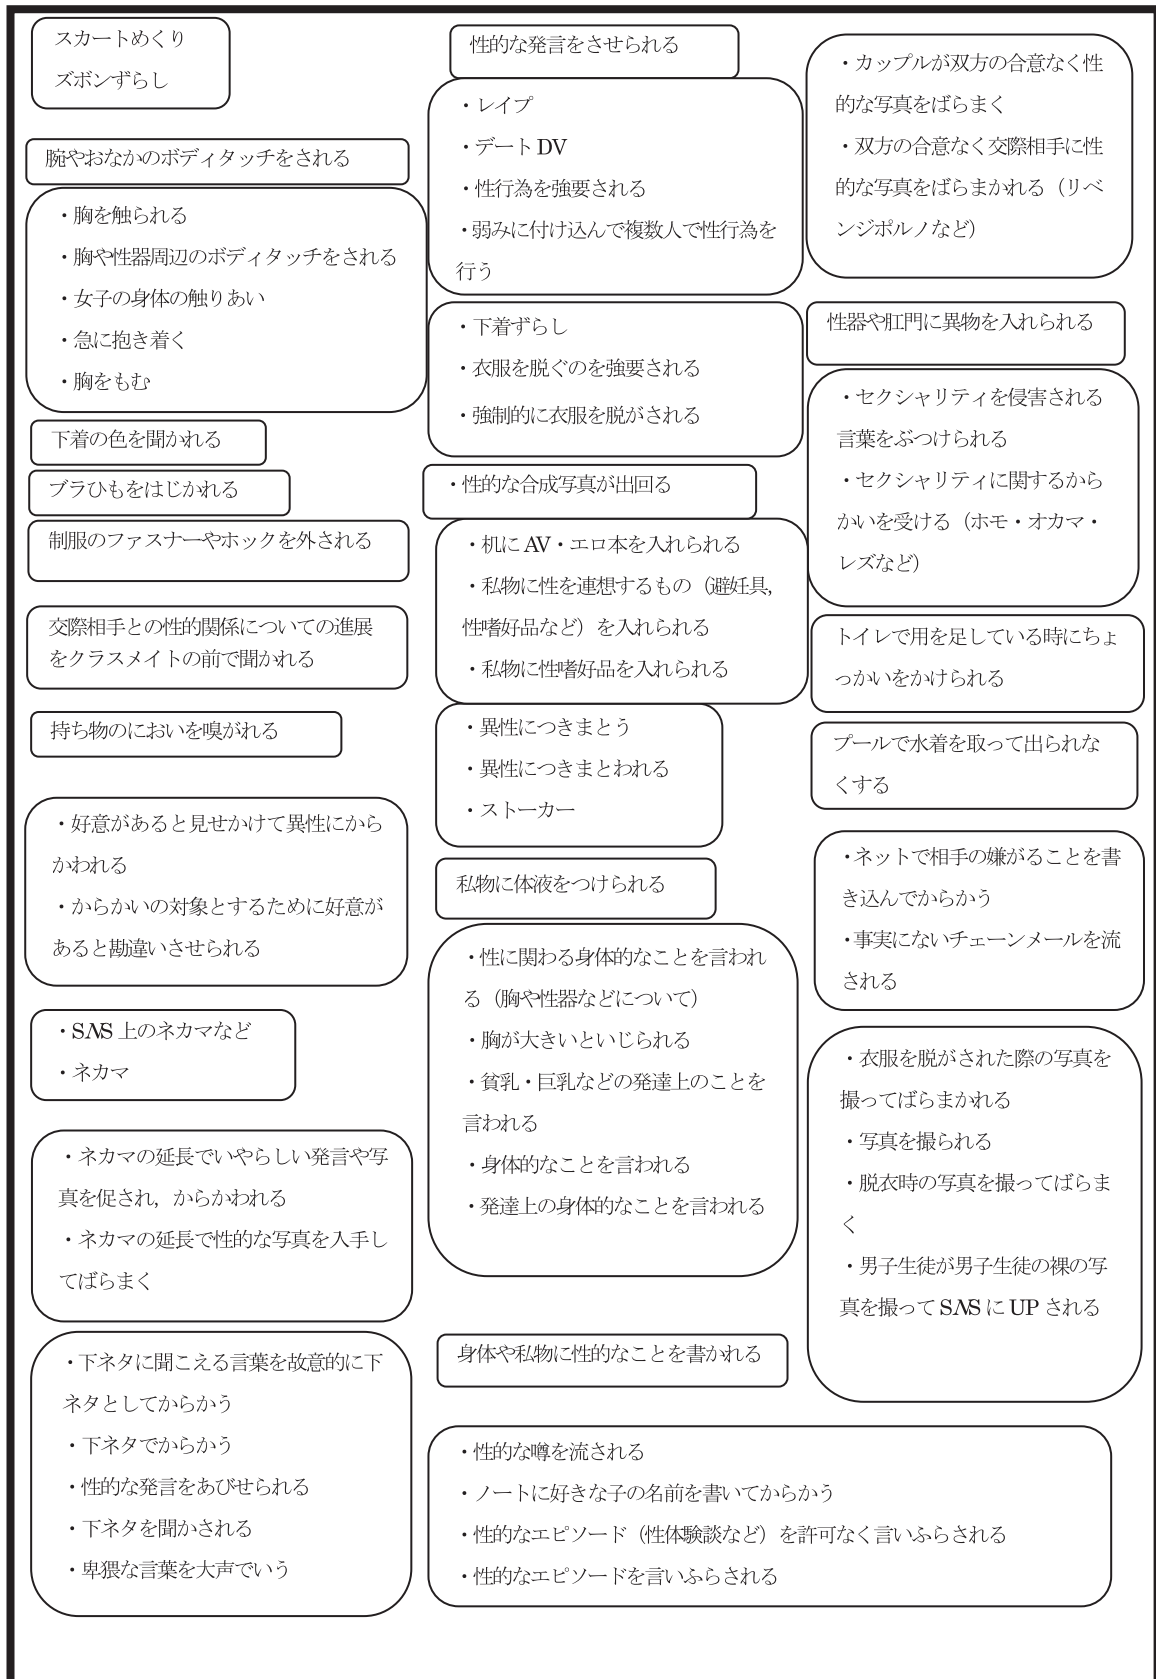 スカートめくり
ズボンずらし
腕やおなかのボディタッチをされる
・胸を触られる
・胸や性器周辺のボディタッチをされる
・女子の身体の触りあい
・急に抱き着く
・胸をもむ
下着の色を聞かれる
ブラひもをはじかれる
制服のファスナーやホックを外される
交際相手との性的関係についての進展
をクラスメイトの前で聞かれる
持ち物のにおいを嗅がれる
・好意があると見せかけて異性にから
かわれる
・からかいの対象とするために好意が
あると勘違いさせられる
・SNS 上のネカマなど
・ネカマ
・ネカマの延長でいやらしい発言や写
真を促され，からかわれる
・ネカマの延長で性的な写真を入手し
てばらまく
・下ネタに聞こえる言葉を故意的に下
ネタとしてからかう
・下ネタでからかう
・性的な発言をあびせられる
・下ネタを聞かされる
・卑猥な言葉を大声でいう
性的な発言をさせられる
・レイプ
・デート DV
・性行為を強要される
・弱みに付け込んで複数人で性行為を
行う
・下着ずらし
・衣服を脱ぐのを強要される
・強制的に衣服を脱がされる
・性的な合成写真が出回る
・机に AV・エロ本を入れられる
・私物に性を連想するもの（避妊具，
性嗜好品など）を入れられる
・私物に性嗜好品を入れられる
・異性につきまとう
・異性につきまとわれる
・ストーカー
私物に体液をつけられる
・性に関わる身体的なことを言われ
る（胸や性器などについて）
・胸が大きいといじられる
・貧乳・巨乳などの発達上のことを
言われる
・身体的なことを言われる
・発達上の身体的なことを言われる
身体や私物に性的なことを書かれる
・性的な噂を流される
・ノートに好きな子の名前を書いてからかう
・性的なエピソード（性体験談など）を許可なく言いふらされる
・性的なエピソードを言いふらされる
・カップルが双方の合意なく性
的な写真をばらまく
・双方の合意なく交際相手に性
的な写真をばらまかれる（リベ
ンジポルノなど）
性器や肛門に異物を入れられる
・セクシャリティを侵害される
言葉をぶつけられる
・セクシャリティに関するから
かいを受ける（ホモ・オカマ・
レズなど）
トイレで用を足している時にちょ
っかいをかけられる
プールで水着を取って出られな
くする
・ネットで相手の嫌がることを書
き込んでからかう
・事実にないチェーンメールを流
される
・衣服を脱がされた際の写真を
撮ってばらまかれる
・写真を撮られる
・脱衣時の写真を撮ってばらま
く
・男子生徒が男子生徒の裸の写
真を撮って SNS に UP される